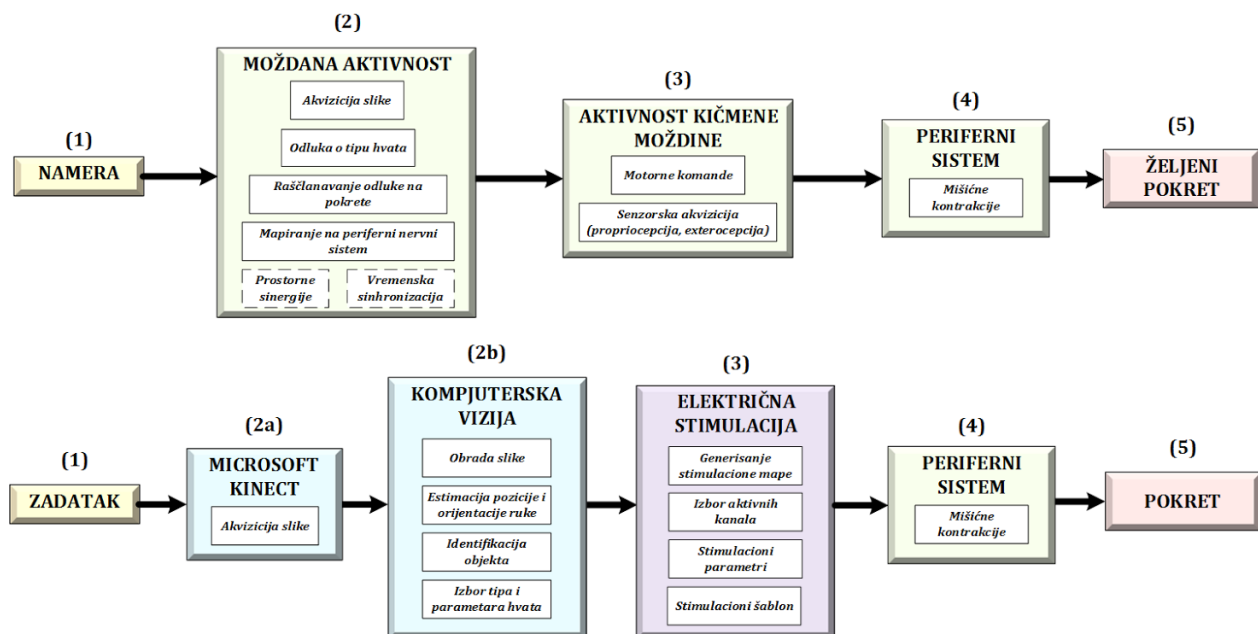 (1)
NAMERA
(2)
MOŽDANA AKTIVNOST
Akvizicija slike
Odluka o tipu hvata
Raščlanavanje odluke na
pokrete
Mapiranje na periferni nervni
sistem
Prostorne
sinergije
Vremenska
sinhronizacija
(3)
AKTIVNOST KIČMENE
MOŽDINE
Motorne komande
Senzorska akvizicija
(propriocepcija, exterocepcija)
(4)
PERIFERNI
SISTEM
Mišićne
kontrakcije
(5)
ŽELJENI
POKRET
(1)
ZADATAK
(2a)
MICROSOFT
KINECT
Akvizicija slike
(2b)
KOMPJUTERSKA
VIZIJA
Obrada slike
Estimacija pozicije i
orijentacije ruke
Identifikacija
objekta
Izbor tipa i
parametara hvata
(3)
ELEKTRIČNA
STIMULACIJA
Generisanje
stimulacione mape
Izbor aktivnih
kanala
Stimulacioni
parametri
Stimulacioni šablon
(4)
PERIFERNI
SISTEM
Mišićne
kontrakcije
(5)
POKRET